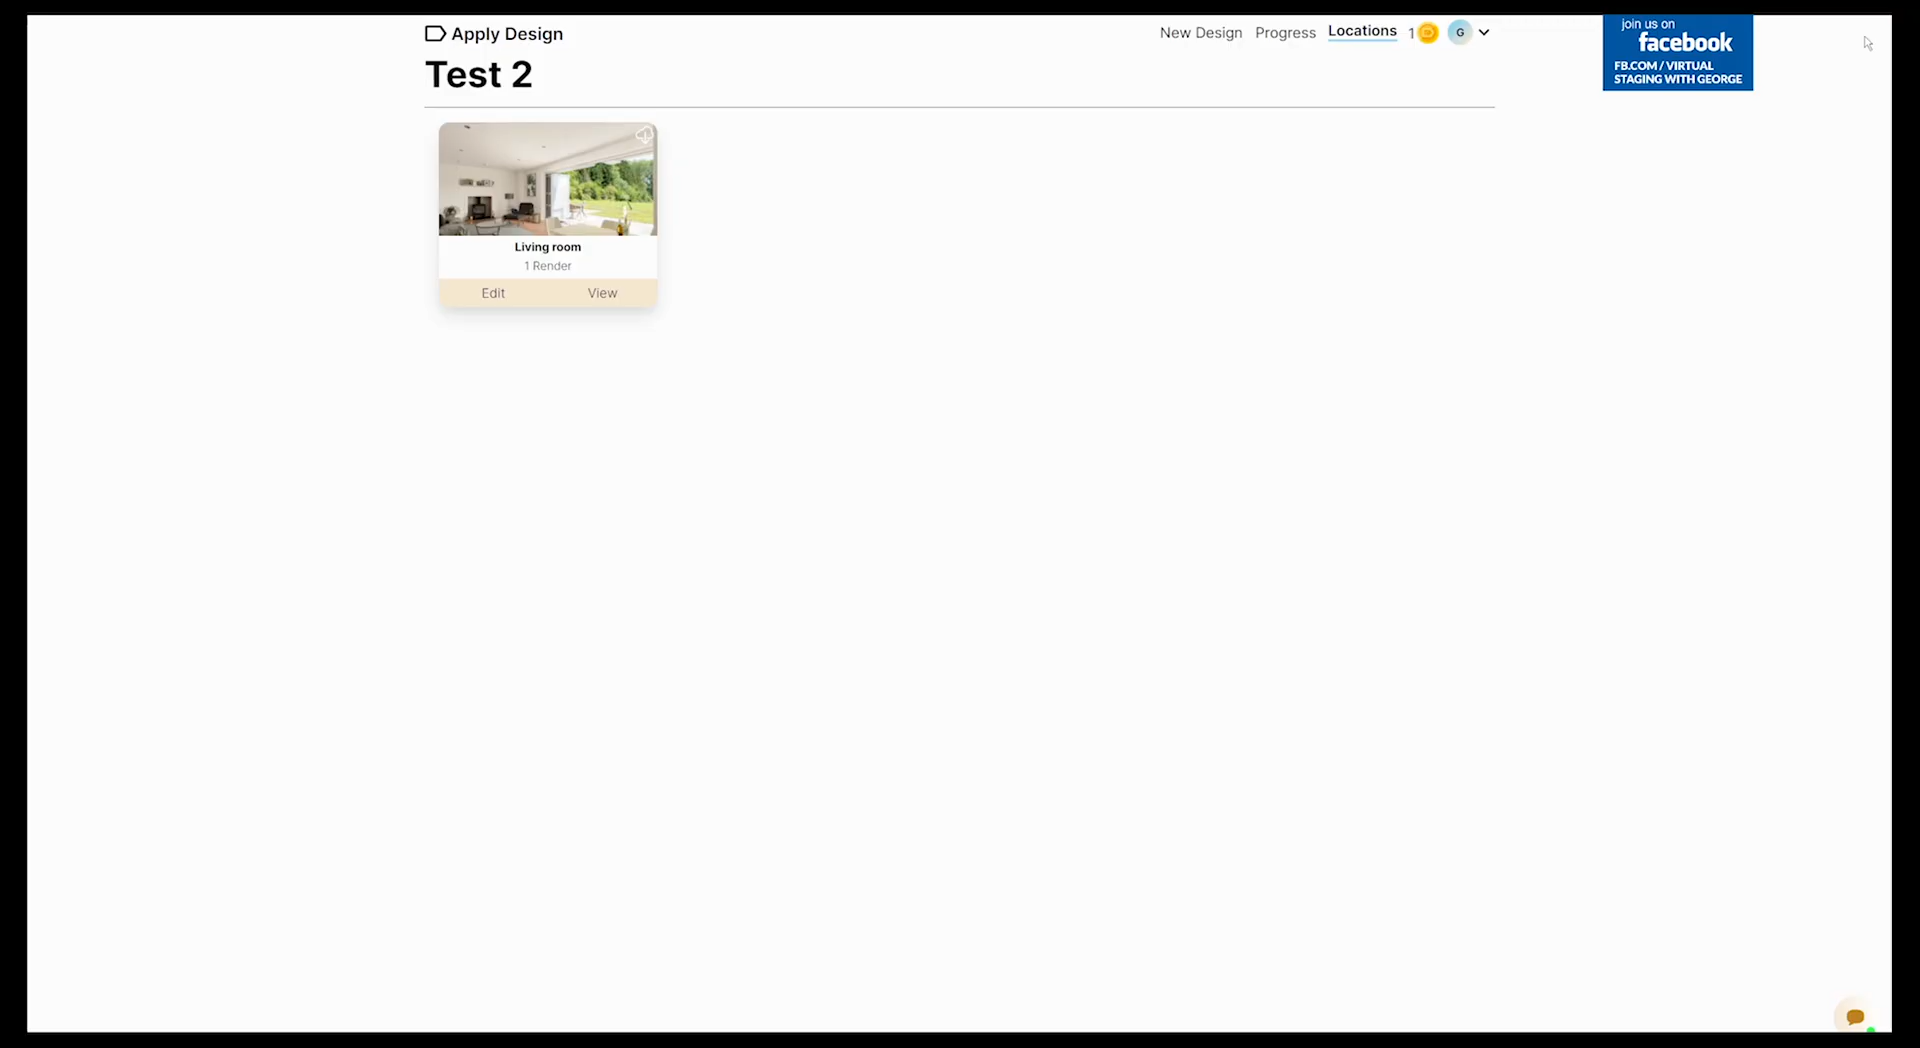 Apply Design
New Design Progress Locations 1 G
join us on
facebook
FB.COM / VIRTUAL
STAGING WITH GEORGE
Test 2
Living room
1 Render
Edit View